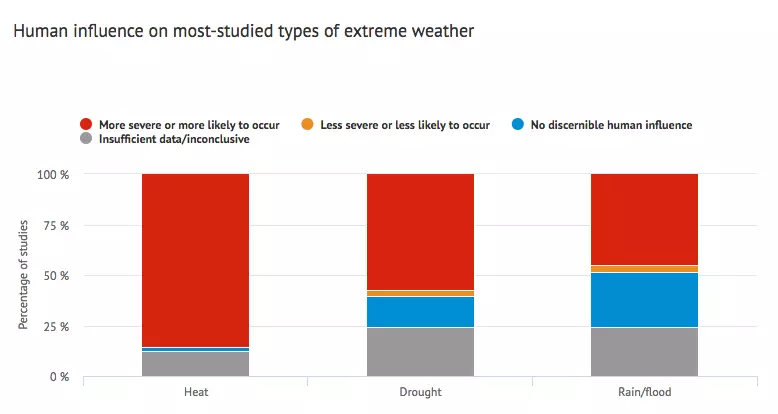 Human influence on most-studied types of extreme weather
More severe or more likely to occur Less severe or less likely to occur No discernible human influence
Insufficient data/inconclusive
100 %
75 %
50 %
25 %
0 %
Percentage of studies
Heat Drought Rain/flood